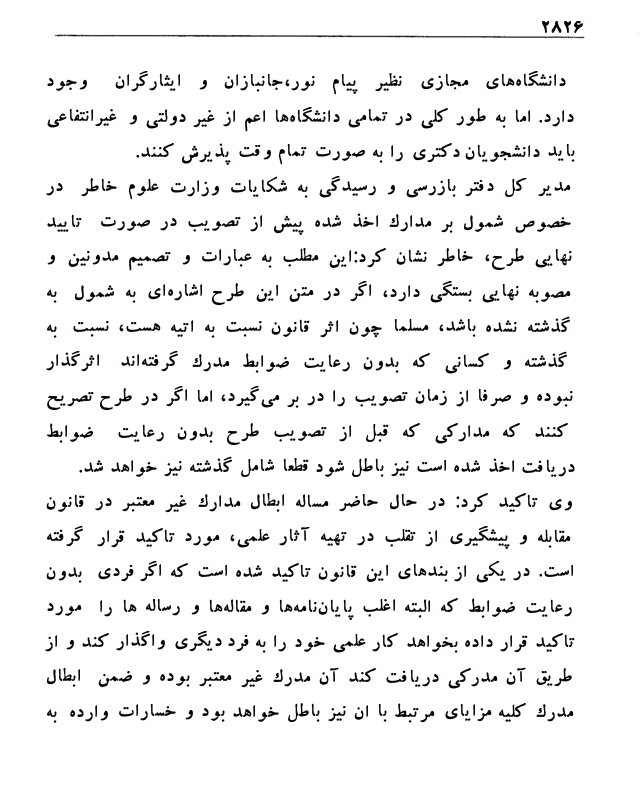 ۲۸۲۶
دانشگاه‌های مجازی نظیر پیام نور،جانبازان و ایثارگران وجود
دارد. اما به طور کلی در تمامی دانشگاه‌ها اعم از غیر دولتی و غیرانتفاعی
باید دانشجویان دکتری را به صورت تمام وقت پذیرش کنند.
مدیر کل دفتر بازرسی و رسیدگی به شکایات وزارت علوم خاطر در
خصوص شمول بر مدارك اخذ شده پیش از تصویب در صورت تایید
نهایی طرح، خاطر نشان کرد:این مطلب به عبارات و تصمیم مدونین و
مصوبه نهایی بستگی دارد، اگر در متن این طرح اشاره‌ای به شمول به
گذشته نشده باشد، مسلما چون اثر قانون نسبت به اتیه هست، نسبت به
گذشته و کسانی که بدون رعایت ضوابط مدرك گرفته‌اند اثرگذار
نبوده و صرفا از زمان تصویب را در بر می‌گیرد، اما اگر در طرح تصریح
کنند که مدارکی که قبل از تصویب طرح بدون رعایت ضوابط
دریافت اخذ شده است نیز باطل شود قطعا شامل گذشته نیز خواهد شد.
وی تاکید کرد: در حال حاضر مساله ابطال مدارك غیر معتبر در قانون
مقابله و پیشگیری از تقلب در تهیه آثار علمی، مورد تاکید قرار گرفته
است. در یکی از بندهای این قانون تاکید شده است که اگر فردی بدون
رعایت ضوابط که البته اغلب پایان‌نامه‌ها و مقاله‌ها و رساله ها را مورد
تاکید قرار داده بخواهد کار علمی خود را به فرد دیگری واگذار کند و از
طریق آن مدرکی دریافت کند آن مدرك غیر معتبر بوده و ضمن ابطال
مدرك کلیه مزایای مرتبط با ان نیز باطل خواهد بود و خسارات وارده به